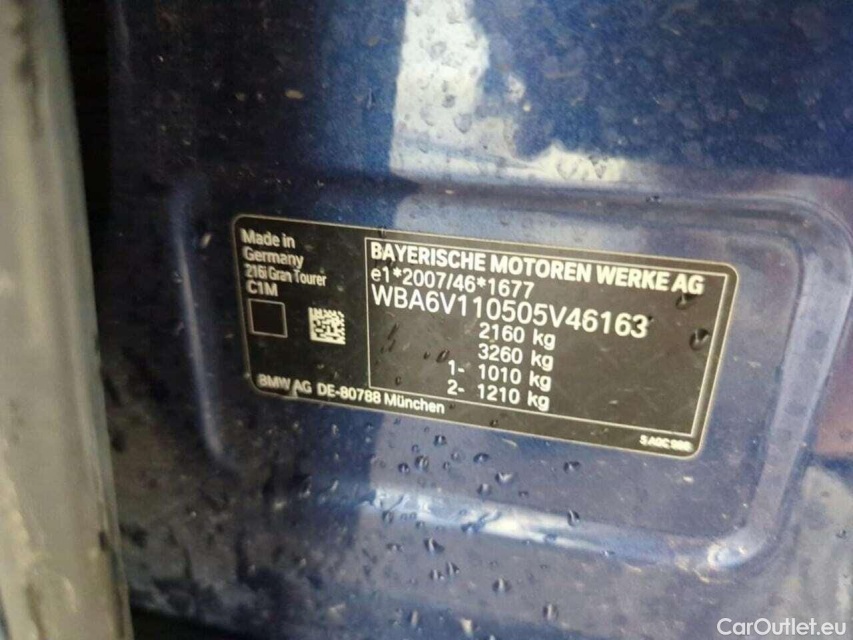 Made in
Germany
216i Gran Tourer
C1M
BAYERISCHE MOTOREN WERKE AG
e1*2007/46*1677
WBA6V110505V46163
2160 kg
3260 kg
1- 1010 kg
2- 1210 kg
BMW AG DE-80788 München
CarOutlet.eu